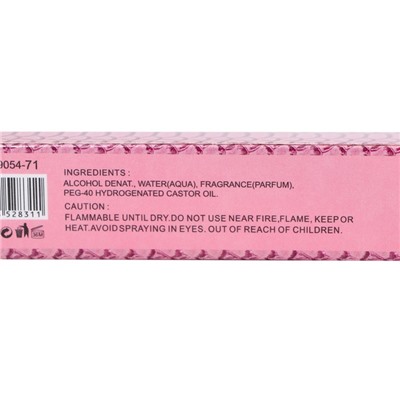 9054-71
INGREDIENTS :
ALCOHOL DENAT., WATER(AQUA), FRAGRANCE(PARFUM),
PEG-40 HYDROGENATED CASTOR OIL.
CAUTION :
FLAMMABLE UNTIL DRY.DO NOT USE NEAR FIRE,FLAME, KEEP OR
HEAT.AVOID SPRAYING IN EYES. OUT OF REACH OF CHILDREN.
528311